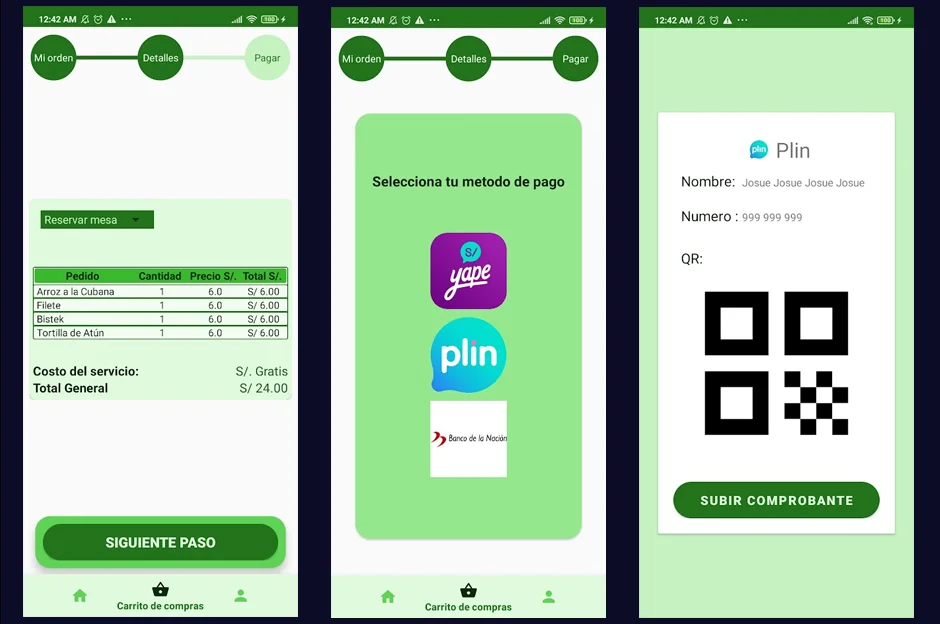 12:42 AM
100
Mi orden
Detalles
Pagar
Reservar mesa
Pedido Cantidad Precio S/. Total S/.
Arroz a la Cubana 1 6.0 S/ 6.00
Filete 1 6.0 S/ 6.00
Bistek 1 6.0 S/ 6.00
Tortilla de Atún 1 6.0 S/ 6.00
Costo del servicio: S/. Gratis
Total General S/ 24.00
SIGUIENTE PASO
Carrito de compras
12:42 AM
100
Mi orden
Detalles
Pagar
Selecciona tu metodo de pago
S/
yape
plin
Banco de la Nación
Carrito de compras
12:42 AM
100
plin Plin
Nombre: Josue Josue Josue Josue
Numero : 999 999 999
QR:
SUBIR COMPROBANTE